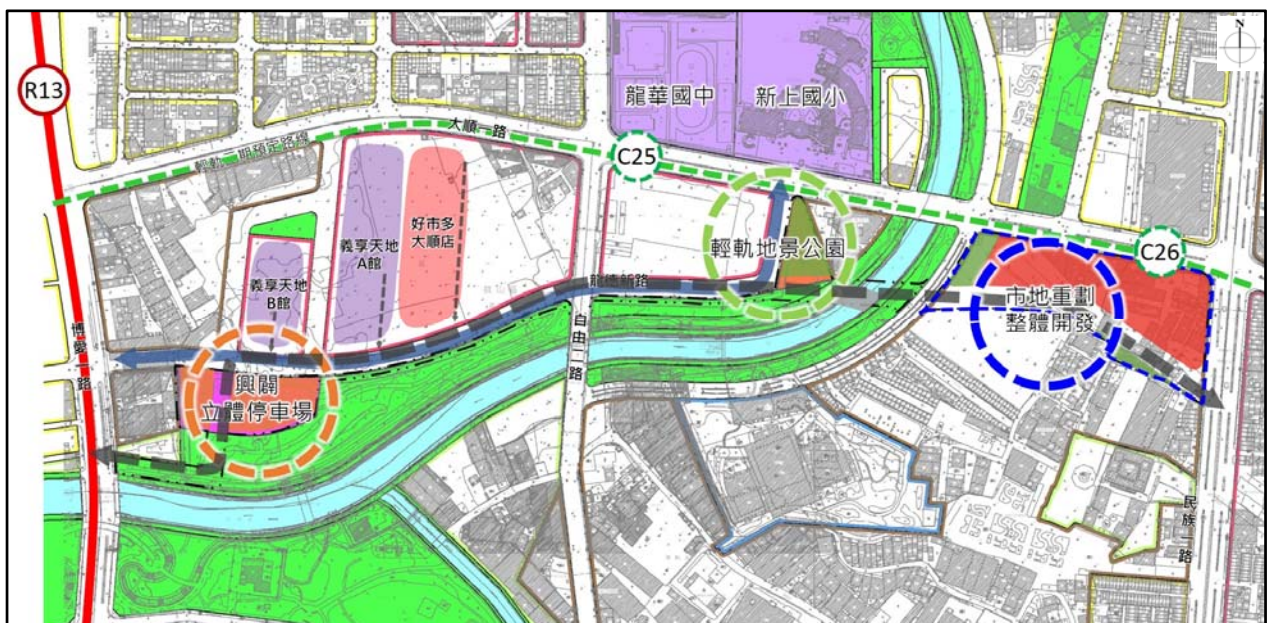 N
R13
龍華國中
新上國小
大順一路
輕軌二期預定路線
C25
好市多
大順店
義享天地
A館
義享天地
B館
輕軌地景公園
C26
龍德新路
市地重劃
整體開發
自由二路
博愛一路
興闢
立體停車場
民族一路